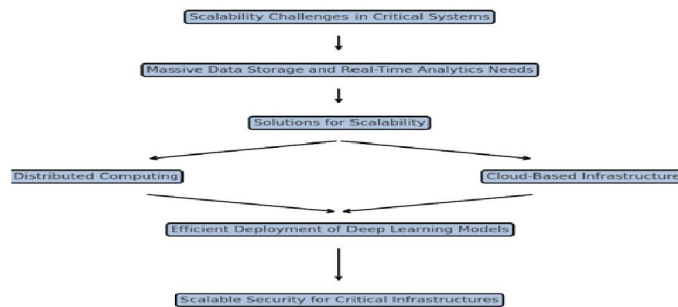 Scalability Challenges in Critical Systems
Massive Data Storage and Real-Time Analytics Needs
Solutions for Scalability
Distributed Computing
Cloud-Based Infrastructure
Efficient Deployment of Deep Learning Models
Scalable Security for Critical Infrastructures